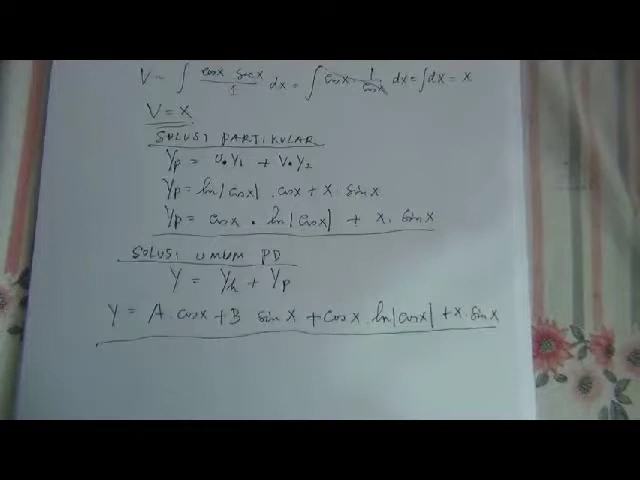 V = ∫ cosx secx / 1 dx = ∫ cosx · 1/cosx dx = ∫ dx = x
V = x
SOLUSI PARTIKULAR
Yp = U.Y1 + V.Y2
Yp = ln|cosx| . cosx + x . sinx
Yp = cosx . ln|cosx| + x. sinx
SOLUSI UMUM PD
Y = Yh + Yp
Y = A . cosx + B sinx + cosx . ln|cosx| + x . sinx